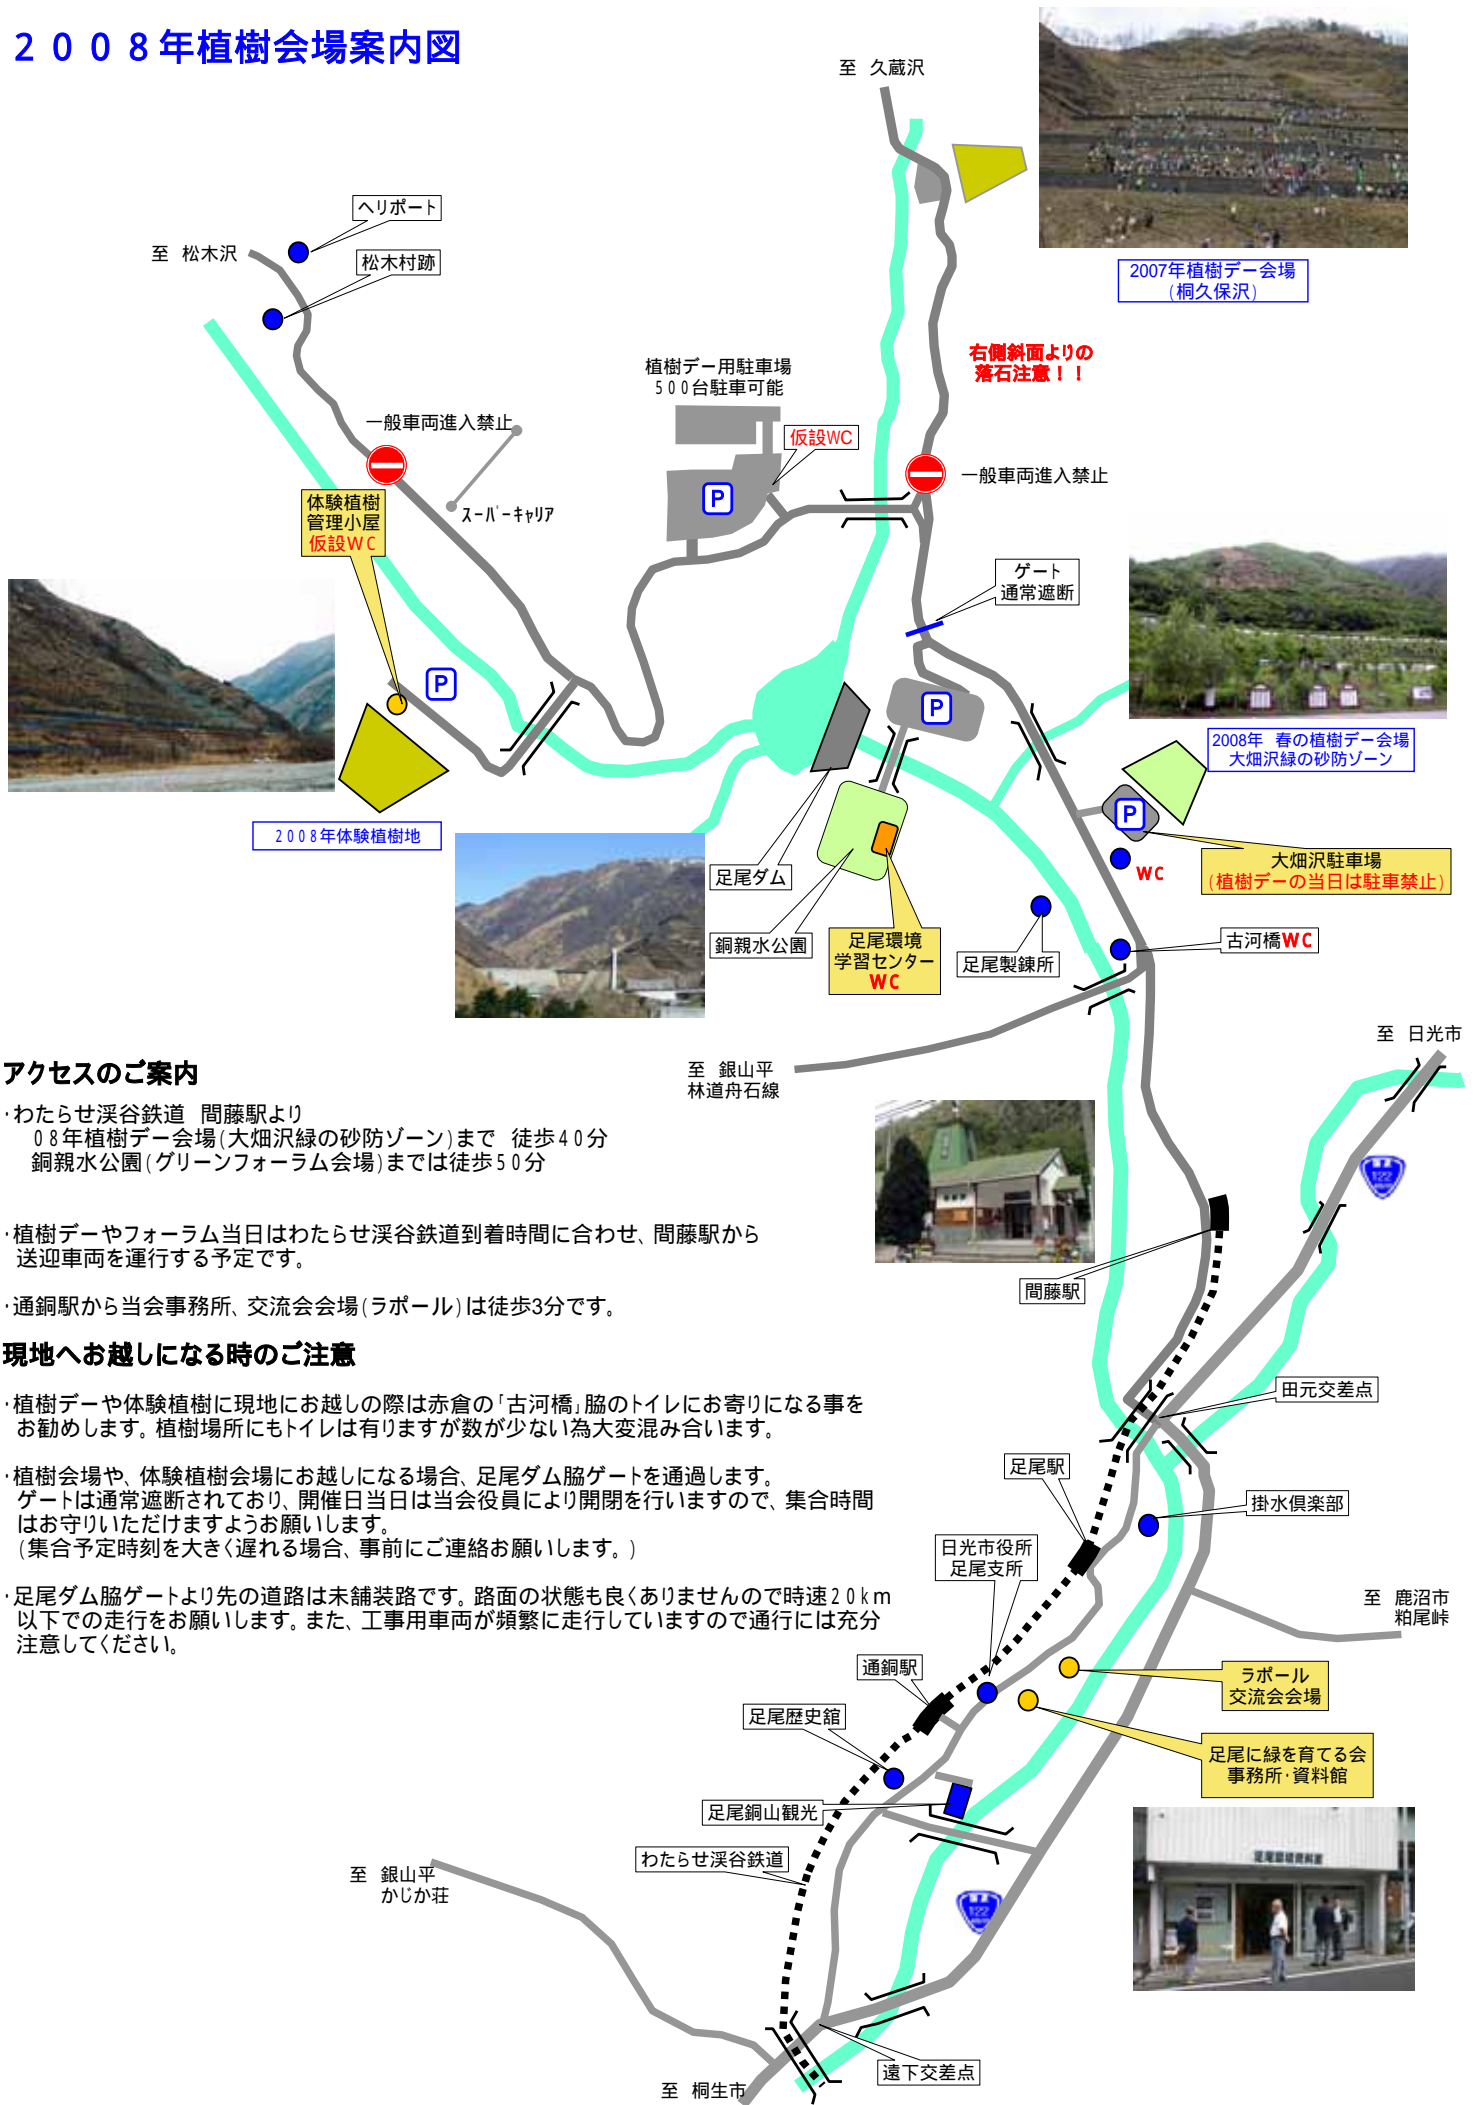 2008年植樹会場案内図
至 久蔵沢
ヘリポート
至 松木沢
松木村跡
2007年植樹デー会場
(桐久保沢)
右側斜面よりの
落石注意！！
植樹デー用駐車場
500台駐車可能
一般車両進入禁止
仮設WC
一般車両進入禁止
P
体験植樹
管理小屋
仮設WC
スーパーキャリア
ゲート
通常遮断
P
P
2008年 春の植樹デー会場
大畑沢緑の砂防ゾーン
P
2008年体験植樹地
大畑沢駐車場
(植樹デーの当日は駐車禁止)
WC
足尾ダム
銅親水公園
足尾環境
学習センター
WC
足尾製錬所
古河橋WC
至 日光市
至 銀山平
林道舟石線
アクセスのご案内
・わたらせ渓谷鉄道 間藤駅より
08年植樹デー会場(大畑沢緑の砂防ゾーン)まで 徒歩40分
銅親水公園(グリーンフォーラム会場)までは徒歩50分
・植樹デーやフォーラム当日はわたらせ渓谷鉄道到着時間に合わせ、間藤駅から
送迎車両を運行する予定です。
・通銅駅から当会事務所、交流会会場(ラポール)は徒歩3分です。
現地へお越しになる時のご注意
・植樹デーや体験植樹に現地にお越しの際は赤倉の「古河橋」脇のトイレにお寄りになる事を
お勧めします。植樹場所にもトイレは有りますが数が少ない為大変混み合います。
・植樹会場や、体験植樹会場にお越しになる場合、足尾ダム脇ゲートを通過します。
ゲートは通常遮断されており、開催日当日は当会役員により開閉を行いますので、集合時間
はお守りいただけますようお願いします。
(集合予定時刻を大きく遅れる場合、事前にご連絡お願いします。)
・足尾ダム脇ゲートより先の道路は未舗装路です。路面の状態も良くありませんので時速20km
以下での走行をお願いします。また、工事用車両が頻繁に走行していますので通行には充分
注意してください。
122
間藤駅
田元交差点
足尾駅
掛水倶楽部
日光市役所
足尾支所
至 鹿沼市
粕尾峠
通銅駅
ラポール
交流会会場
足尾歴史舘
足尾に緑を育てる会
事務所・資料館
足尾銅山観光
わたらせ渓谷鉄道
至 銀山平
かじか荘
122
遠下交差点
至 桐生市